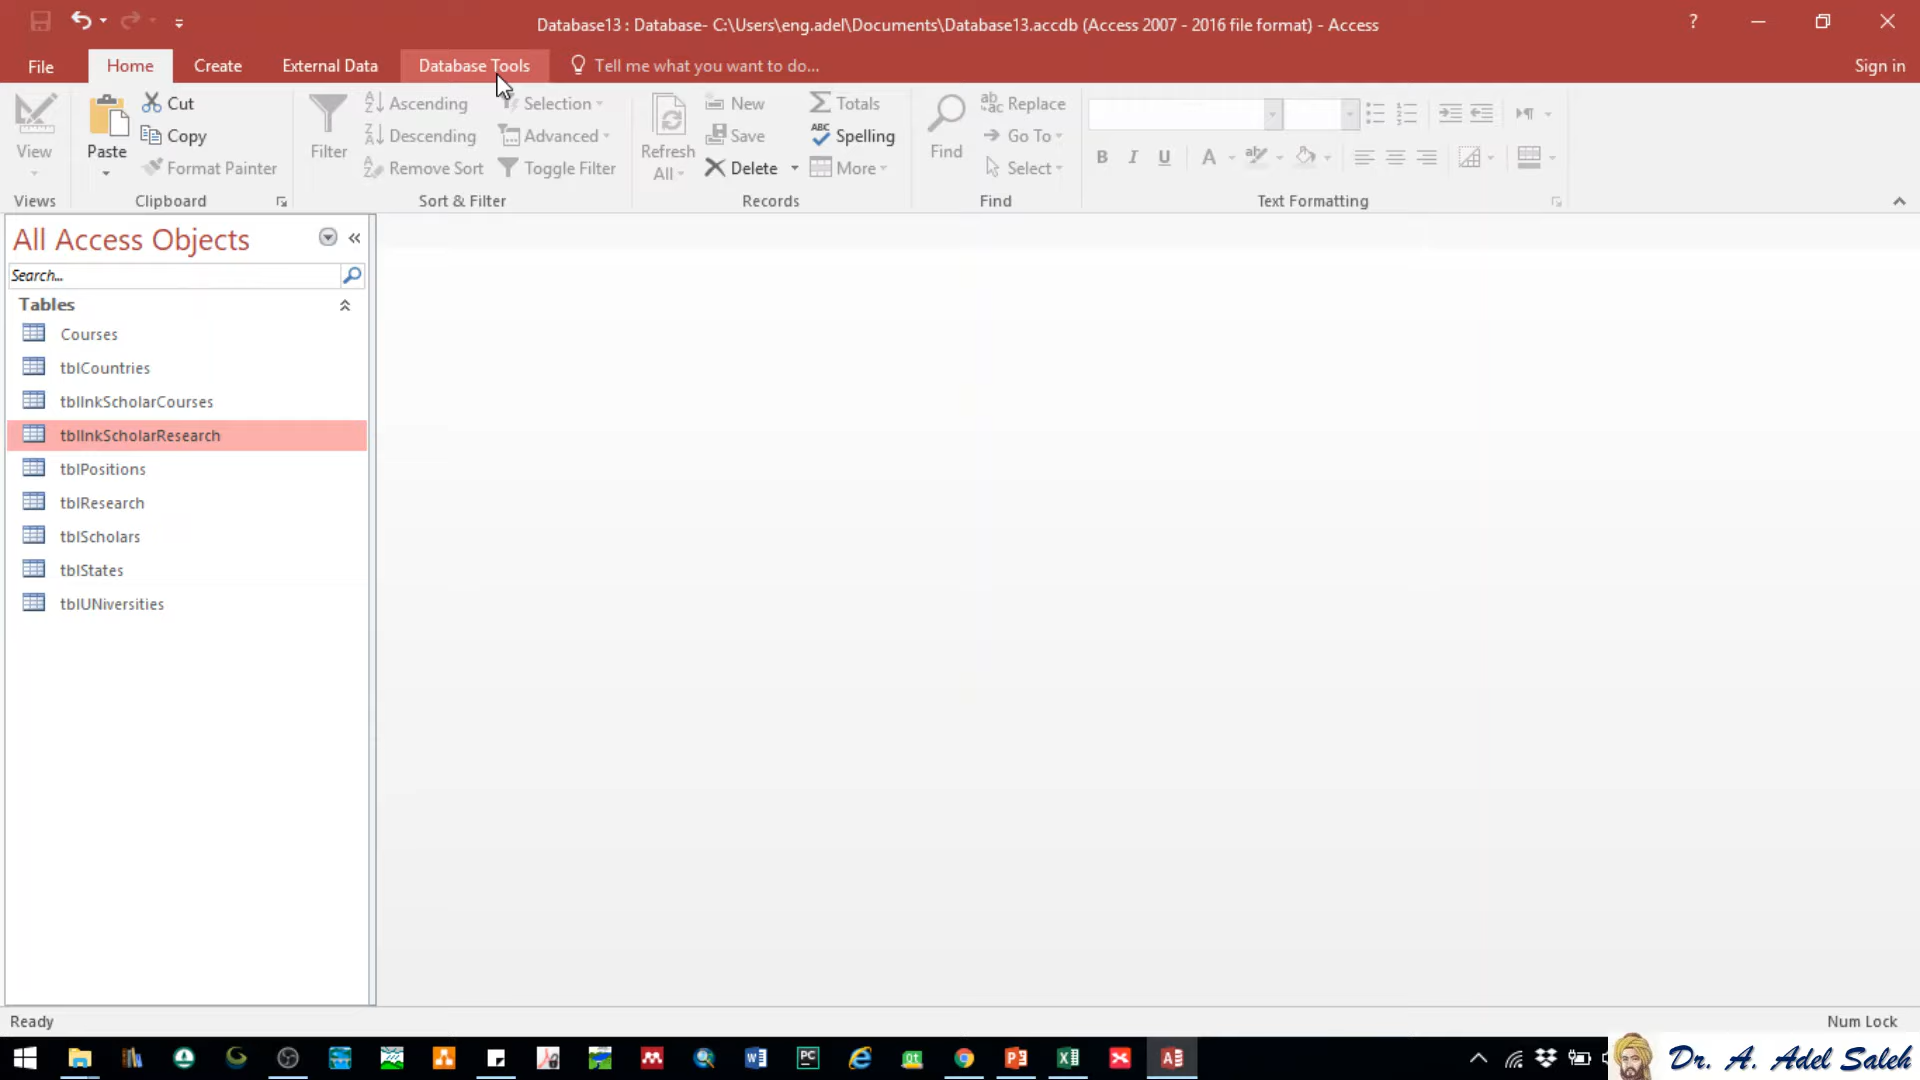 Database13 : Database- C:\Users\eng.adel\Documents\Database13.accdb (Access 2007 - 2016 file format) - Access
?
File Home Create External Data Database Tools Tell me what you want to do... Sign in
View
Paste
Cut
Copy
Format Painter
Filter
Ascending
Descending
Remove Sort
Selection
Advanced
Toggle Filter
Refresh
All
New
Save
Delete
Totals
Spelling
More
Find
Replace
Go To
Select
B I U
Views Clipboard Sort & Filter Records Find Text Formatting
All Access Objects
Search...
Tables
Courses
tblCountries
tbllnkScholarCourses
tbllnkScholarResearch
tblPositions
tblResearch
tblScholars
tblStates
tblUNiversities
Ready
Num Lock
Dr. A. Adel Saleh